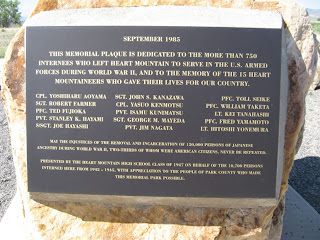 SEPTEMBER 1985
THIS MEMORIAL PLAQUE IS DEDICATED TO THE MORE THAN 750
INTERNEES WHO LEFT HEART MOUNTAIN TO SERVE IN THE U.S. ARMED
FORCES DURING WORLD WAR II, AND TO THE MEMORY OF THE 15 HEART
MOUNTAINEERS WHO GAVE THEIR LIVES FOR OUR COUNTRY.
CPL. YOSHIHARU AOYAMA SGT. JOHN S. KANAZAWA PFC. TOLL SEIKE
SGT. ROBERT FARMER CPL. YASUO KENMOTSU PFC. WILLIAM TAKETA
PFC. TED FUJIOKA PVT. ISAMU KUNIMATSU LT. KEI TANAHASHI
PVT. STANLEY K. HAYAMI SGT. GEORGE M. MAYEDA PFC. FRED YAMAMOTO
SSGT. JOE HAYASHI PVT. JIM NAGATA LT. HITOSHI YONEMURA
MAY THE INJUSTICES OF THE REMOVAL AND INCARCERATION OF 120,000 PERSONS OF JAPANESE
ANCESTRY DURING WORLD WAR II, TWO-THIRDS OF WHOM WERE AMERICAN CITIZENS, NEVER BE REPEATED.
PRESENTED BY THE HEART MOUNTAIN HIGH SCHOOL CLASS OF 1947 ON BEHALF OF THE 10,700 PERSONS
INTERNED HERE FROM 1942 - 1945, WITH APPRECIATION TO THE PEOPLE OF PARK COUNTY WHO MADE
THIS MEMORIAL PARK POSSIBLE.